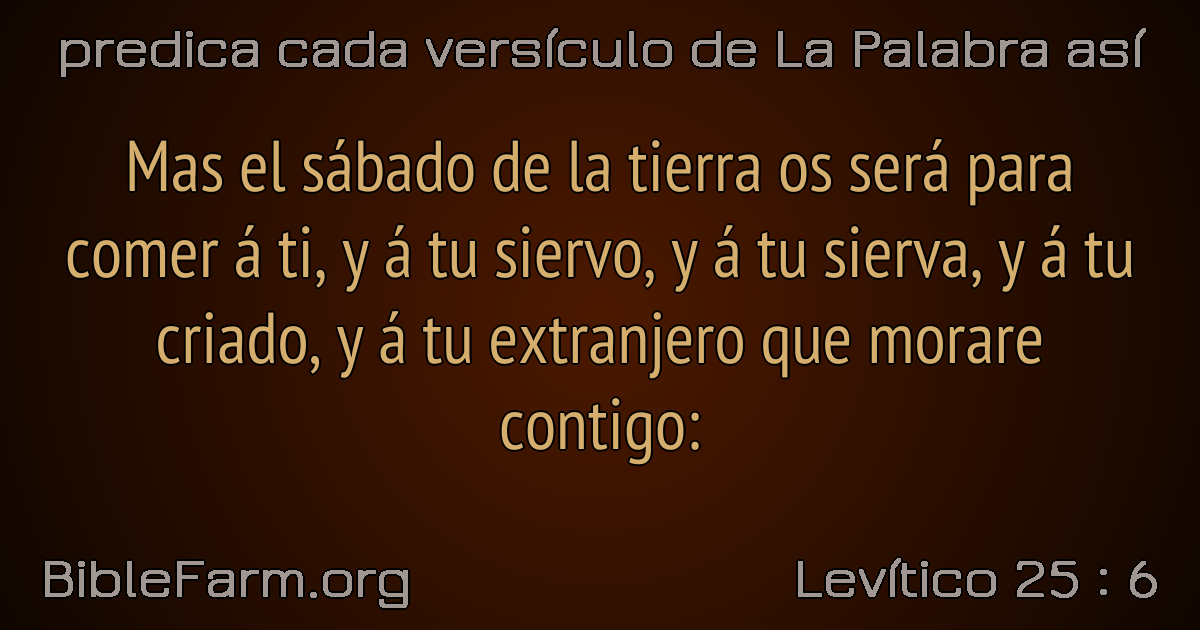 predica cada versículo de La Palabra así
Mas el sábado de la tierra os será para
comer á ti, y á tu siervo, y á tu sierva, y á tu
criado, y á tu extranjero que morare
contigo:
BibleFarm.org
Levítico 25 : 6